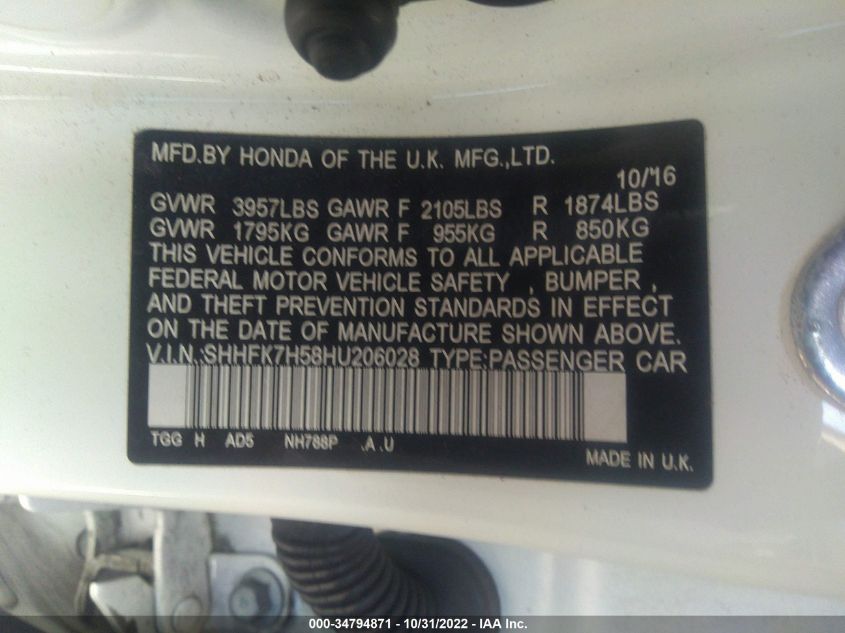 MFD.BY HONDA OF THE U.K. MFG.,LTD.
10/'16
GVWR 3957LBS GAWR F 2105LBS R 1874LBS
GVWR 1795KG GAWR F 955KG R 850KG
THIS VEHICLE CONFORMS TO ALL APPLICABLE
FEDERAL MOTOR VEHICLE SAFETY , BUMPER ,
AND THEFT PREVENTION STANDARDS IN EFFECT
ON THE DATE OF MANUFACTURE SHOWN ABOVE.
V.I.N.:SHHFK7H58HU206028 TYPE:PASSENGER CAR
TGG H AD5 NH788P .A .U
MADE IN U.K.
000-34794871 - 10/31/2022 - IAA Inc.